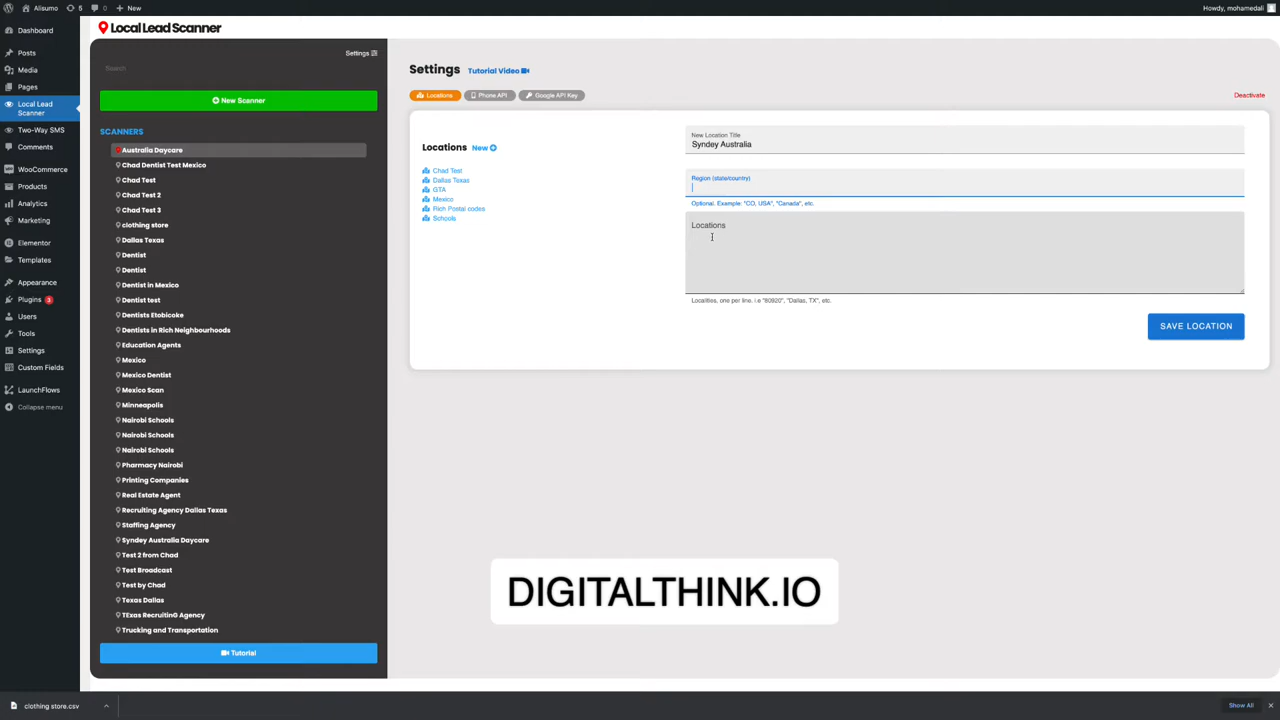 Alisumo
5
0
New
Howdy, mohamedali
Dashboard
Posts
Media
Pages
Local Lead
Scanner
Two-Way SMS
Comments
WooCommerce
Products
Analytics
Marketing
Elementor
Templates
Appearance
Plugins 3
Users
Tools
Settings
Custom Fields
LaunchFlows
Collapse menu
Local Lead Scanner
Settings
Search
New Scanner
SCANNERS
Australia Daycare
Chad Dentist Test Mexico
Chad Test
Chad Test 2
Chad Test 3
clothing store
Dallas Texas
Dentist
Dentist
Dentist in Mexico
Dentist test
Dentists Etobicoke
Dentists in Rich Neighbourhoods
Education Agents
Mexico
Mexico Dentist
Mexico Scan
Minneapolis
Nairobi Schools
Nairobi Schools
Nairobi Schools
Pharmacy Nairobi
Printing Companies
Real Estate Agent
Recruiting Agency Dallas Texas
Staffing Agency
Syndey Australia Daycare
Test 2 from Chad
Test Broadcast
Test by Chad
Texas Dallas
TExas RecruitinG Agency
Trucking and Transportation
Tutorial
Settings
Tutorial Video
Locations
Phone API
Google API Key
Deactivate
Locations
New
Chad Test
Dallas Texas
GTA
Mexico
Rich Postal codes
Schools
New Location Title
Syndey Australia
Region (state/country)
Optional. Example: "CO, USA", "Canada", etc.
Locations
Localities, one per line. i.e "80920", "Dallas, TX", etc.
SAVE LOCATION
DIGITALTHINK.IO
clothing store.csv
Show All